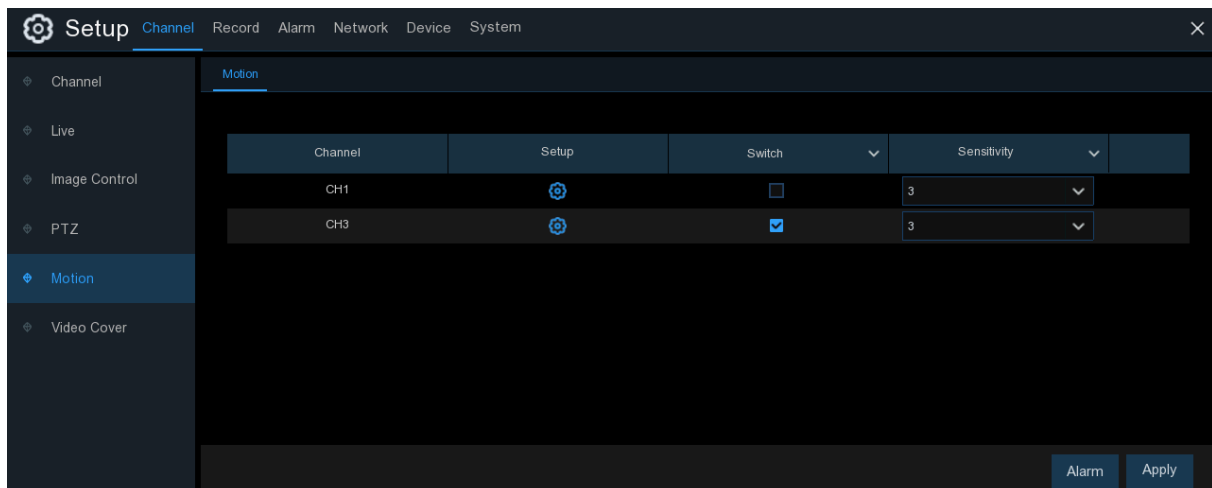 Setup Channel Record Alarm Network Device System
Channel
Live
Image Control
PTZ
Motion
Video Cover
Motion
Channel Setup Switch Sensitivity
CH1 3
CH3 3
Alarm Apply